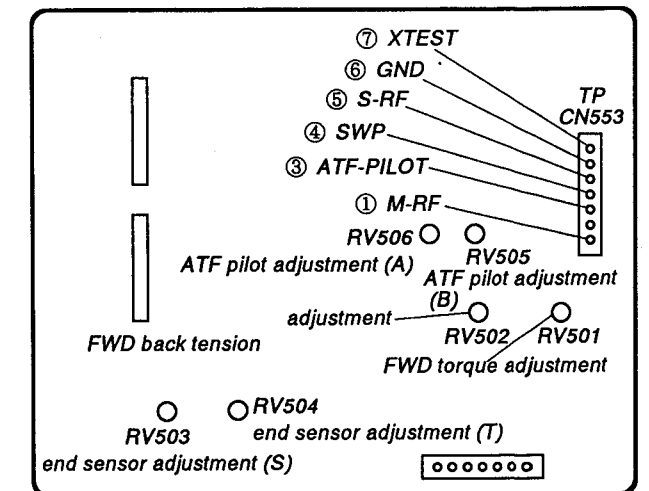 ⑦ XTEST
⑥ GND
⑤ S-RF
TP
CN553
④ SWP
③ ATF-PILOT
① M-RF
RV506
RV505
ATF pilot adjustment (A)
ATF pilot adjustment
(B)
adjustment
RV502
RV501
FWD back tension
FWD torque adjustment
RV504
RV503
end sensor adjustment (T)
end sensor adjustment (S)